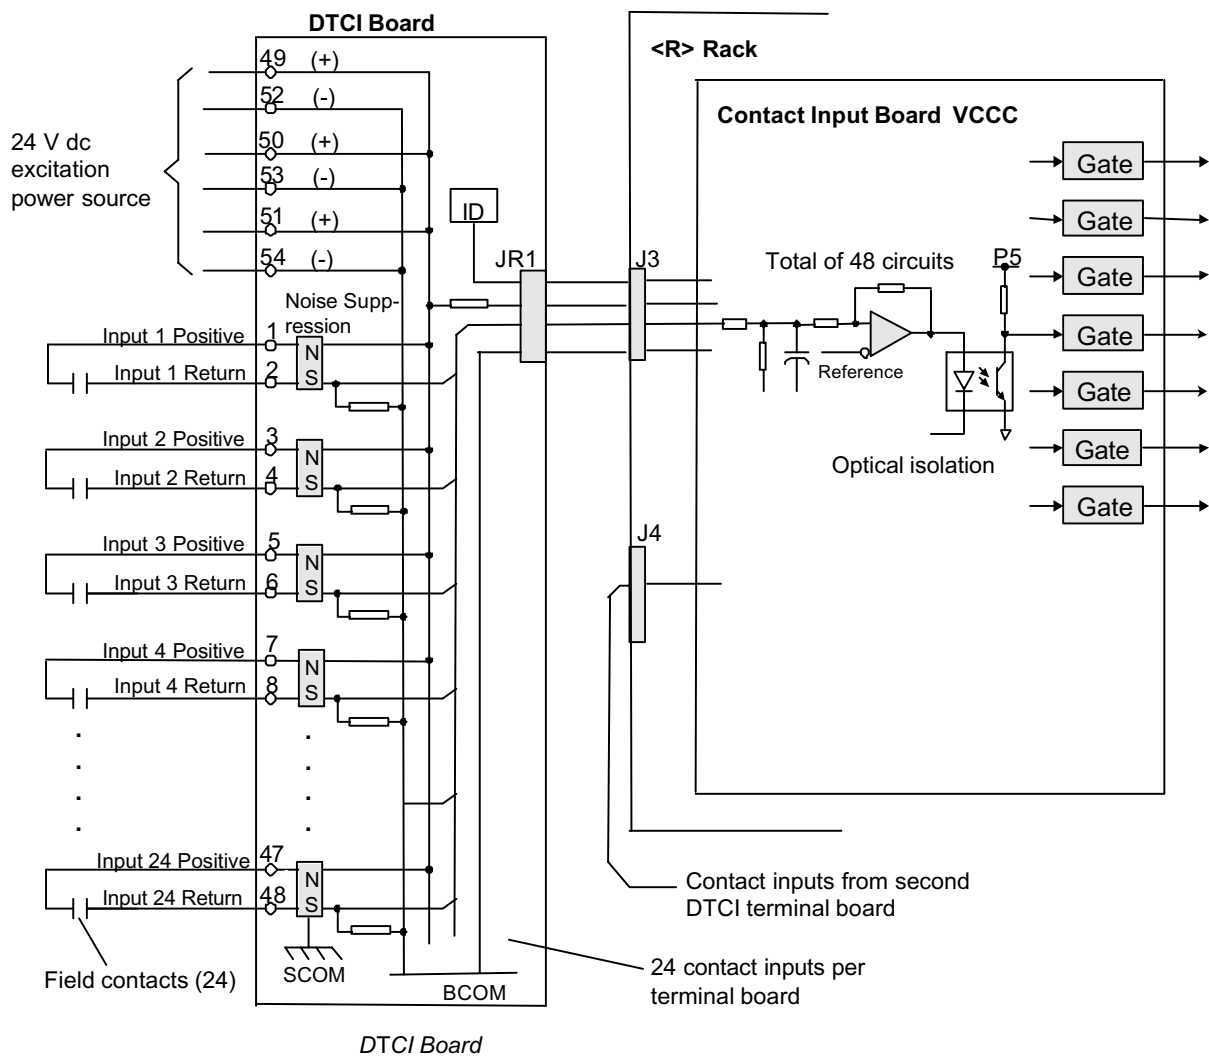 DTCI Board
<R> Rack
49 (+)
52 (-)
50 (+)
53 (-)
51 (+)
54 (-)
24 V dc
excitation
power source
Contact Input Board VCCC
Gate
Gate
Gate
Gate
Gate
Gate
Gate
ID
JR1
J3
Total of 48 circuits
P5
Noise Supp-
ression
Reference
Optical isolation
Input 1 Positive 1
Input 1 Return 2
N
S
Input 2 Positive 3
Input 2 Return 4
N
S
J4
Input 3 Positive 5
Input 3 Return 6
N
S
Input 4 Positive 7
Input 4 Return 8
N
S
Input 24 Positive 47
Input 24 Return 48
N
S
Contact inputs from second
DTCI terminal board
Field contacts (24)
SCOM
BCOM
24 contact inputs per
terminal board
DTCI Board